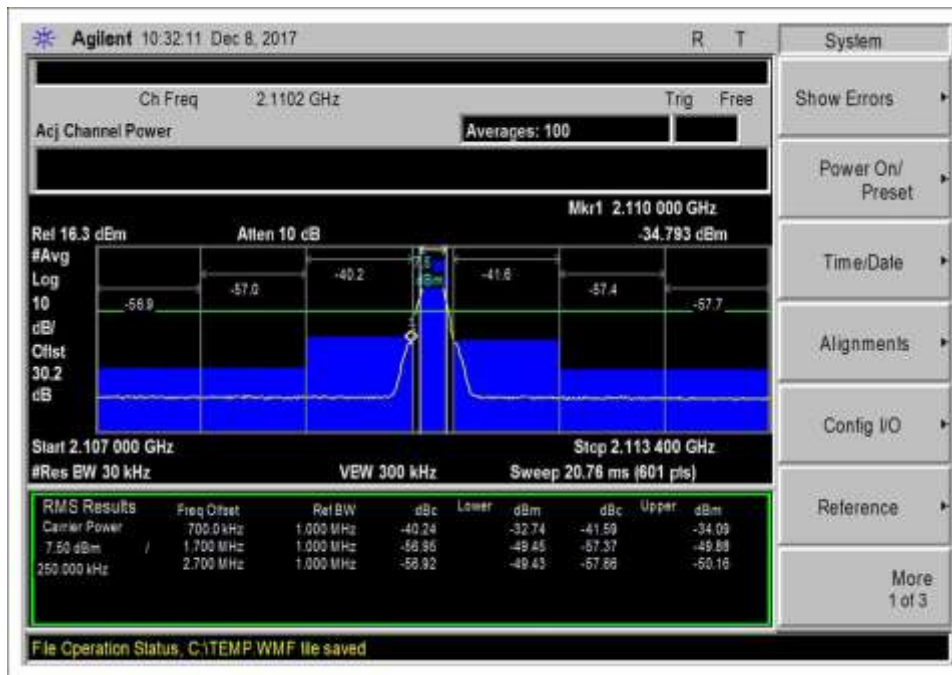 Agilent 10:32:11 Dec 8, 2017 R T
System
Ch Freq 2.1102 GHz Trig Free
Acj Channel Power Averages: 100
Show Errors
Power On/
Preset
Time/Date
Alignments
Config I/O
Reference
More
1 of 3
Mkr1 2.110 000 GHz
Ref 16.3 dBm Atten 10 dB -34.793 dBm
#Avg
Log
10
dB/
Offst
30.2
dB
-56.9 -57.0 -40.2 7.5 dBm -41.6 -57.4 -57.7
1
Start 2.107 000 GHz Stop 2.113 400 GHz
#Res BW 30 kHz VBW 300 kHz Sweep 20.76 ms (601 pts)
RMS Results Freq Offset Ref BW dBc Lower dBm dBc Upper dBm
Carrier Power 700.0 kHz 1.000 MHz -40.24 -32.74 -41.59 -34.09
7.50 dBm / 1.700 MHz 1.000 MHz -56.95 -49.45 -57.37 -49.88
250.000 kHz 2.700 MHz 1.000 MHz -56.92 -49.43 -57.66 -50.16
File Operation Status, C:\TEMP.WMF file saved